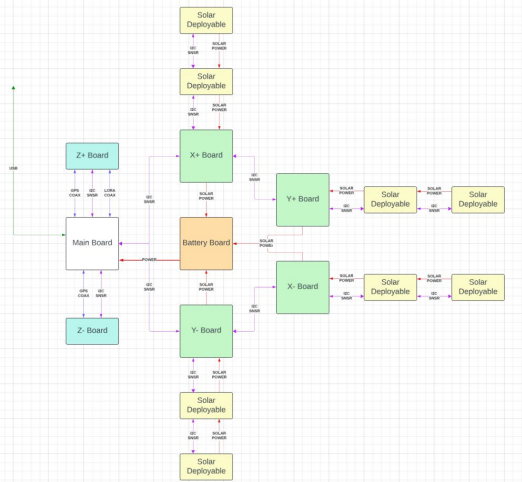 Solar
Deployable
I2C
SNSR
SOLAR
POWER
Solar
Deployable
I2C
SNSR
SOLAR
POWER
Z+ Board
X+ Board
USB
GPS
COAX
I2C
SNSR
LORA
COAX
I2C
SNSR
SOLAR
POWER
I2C
SNSR
Y+ Board
SOLAR
POWER
I2C
SNSR
Solar
Deployable
SOLAR
POWER
I2C
SNSR
Solar
Deployable
Main Board
Battery Board
SOLAR
POWER
POWER
GPS
COAX
I2C
SNSR
I2C
SNSR
SOLAR
POWER
I2C
SNSR
X- Board
SOLAR
POWER
I2C
SNSR
Solar
Deployable
SOLAR
POWER
I2C
SNSR
Solar
Deployable
Z- Board
Y- Board
I2C
SNSR
SOLAR
POWER
Solar
Deployable
I2C
SNSR
SOLAR
POWER
Solar
Deployable